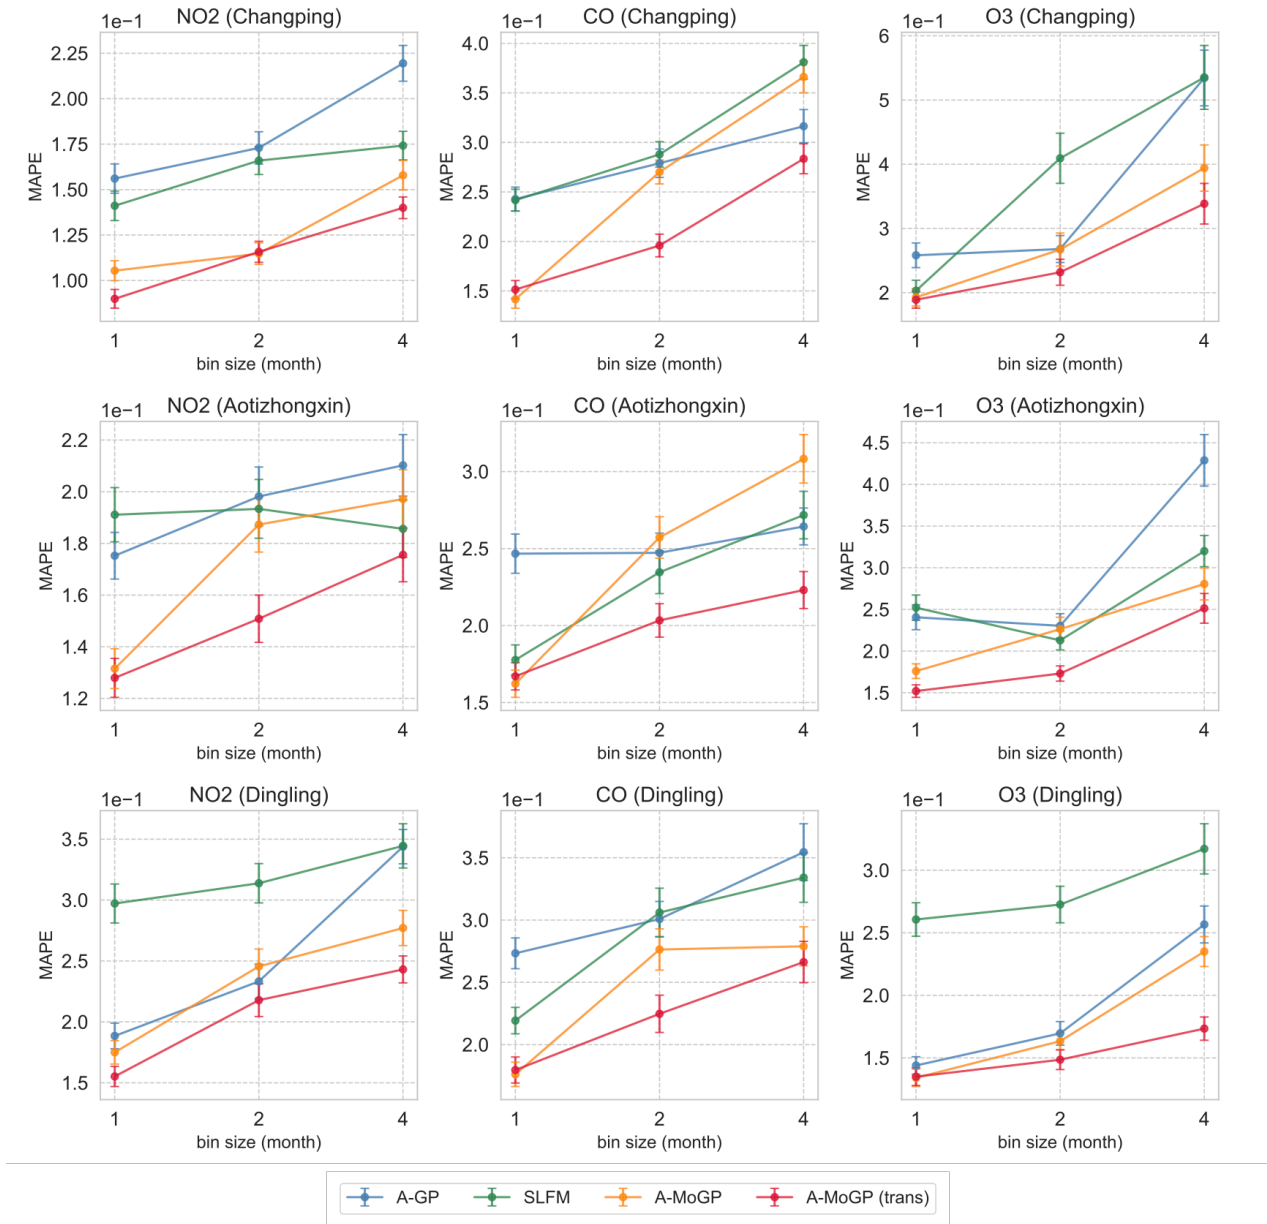 1e−1 NO2 (Changping)
2.25
2.00
1.75
1.50
1.25
1.00
MAPE
1 2 4
bin size (month)
1e−1 CO (Changping)
4.0
3.5
3.0
2.5
2.0
1.5
MAPE
1 2 4
bin size (month)
1e−1 O3 (Changping)
6
5
4
3
2
MAPE
1 2 4
bin size (month)
1e−1 NO2 (Aotizhongxin)
2.2
2.0
1.8
1.6
1.4
1.2
MAPE
1 2 4
bin size (month)
1e−1 CO (Aotizhongxin)
3.0
2.5
2.0
1.5
MAPE
1 2 4
bin size (month)
1e−1 O3 (Aotizhongxin)
4.5
4.0
3.5
3.0
2.5
2.0
1.5
MAPE
1 2 4
bin size (month)
1e−1 NO2 (Dingling)
3.5
3.0
2.5
2.0
1.5
MAPE
1 2 4
bin size (month)
1e−1 CO (Dingling)
3.5
3.0
2.5
2.0
MAPE
1 2 4
bin size (month)
1e−1 O3 (Dingling)
3.0
2.5
2.0
1.5
MAPE
1 2 4
bin size (month)
A-GP SLFM A-MoGP A-MoGP (trans)